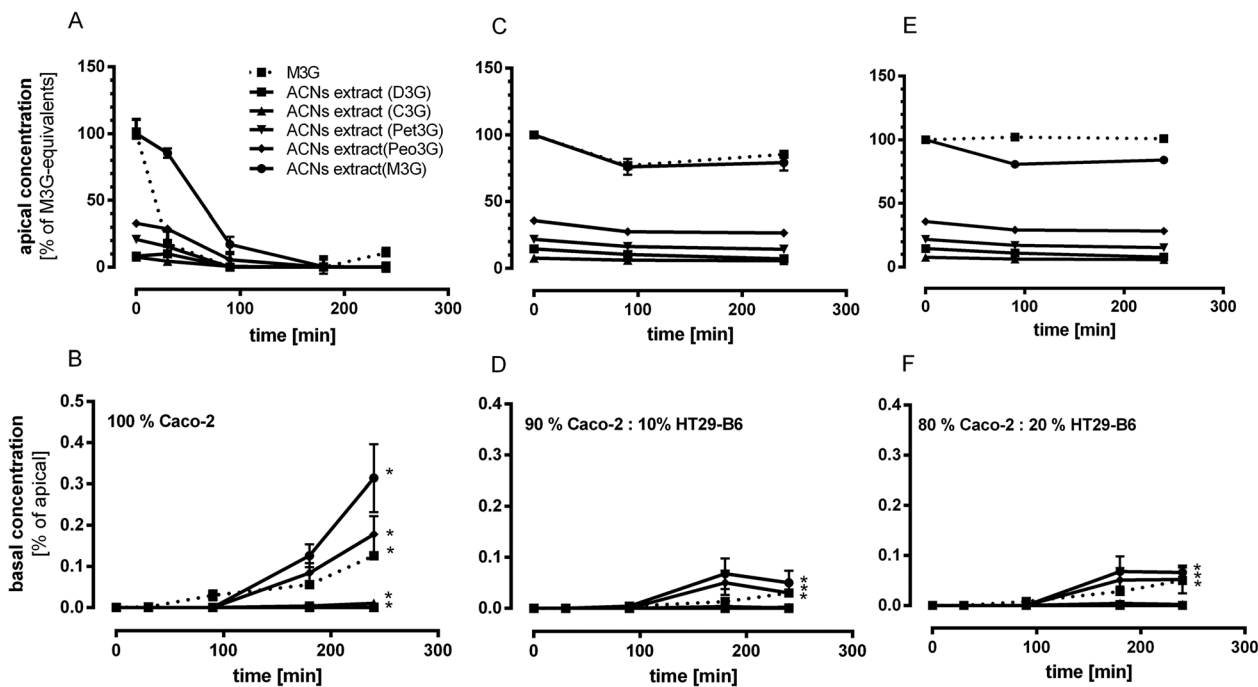 A
C
E
apical concentration
[% of M3G-equivalents]
150
100
50
0
M3G
ACNs extract (D3G)
ACNs extract (C3G)
ACNs extract (Pet3G)
ACNs extract(Peo3G)
ACNs extract(M3G)
0 100 200 300
time [min]
150
100
50
0
0 100 200 300
time [min]
150
100
50
0
0 100 200 300
time [min]
B
D
F
basal concentration
[% of apical]
0.5
0.4
0.3
0.2
0.1
0.0
100 % Caco-2
*
*
*
*
*
0 100 200 300
time [min]
0.4
0.3
0.2
0.1
0.0
90 % Caco-2 : 10% HT29-B6
*
*
*
0 100 200 300
time [min]
0.4
0.3
0.2
0.1
0.0
80 % Caco-2 : 20 % HT29-B6
*
*
*
0 100 200 300
time [min]